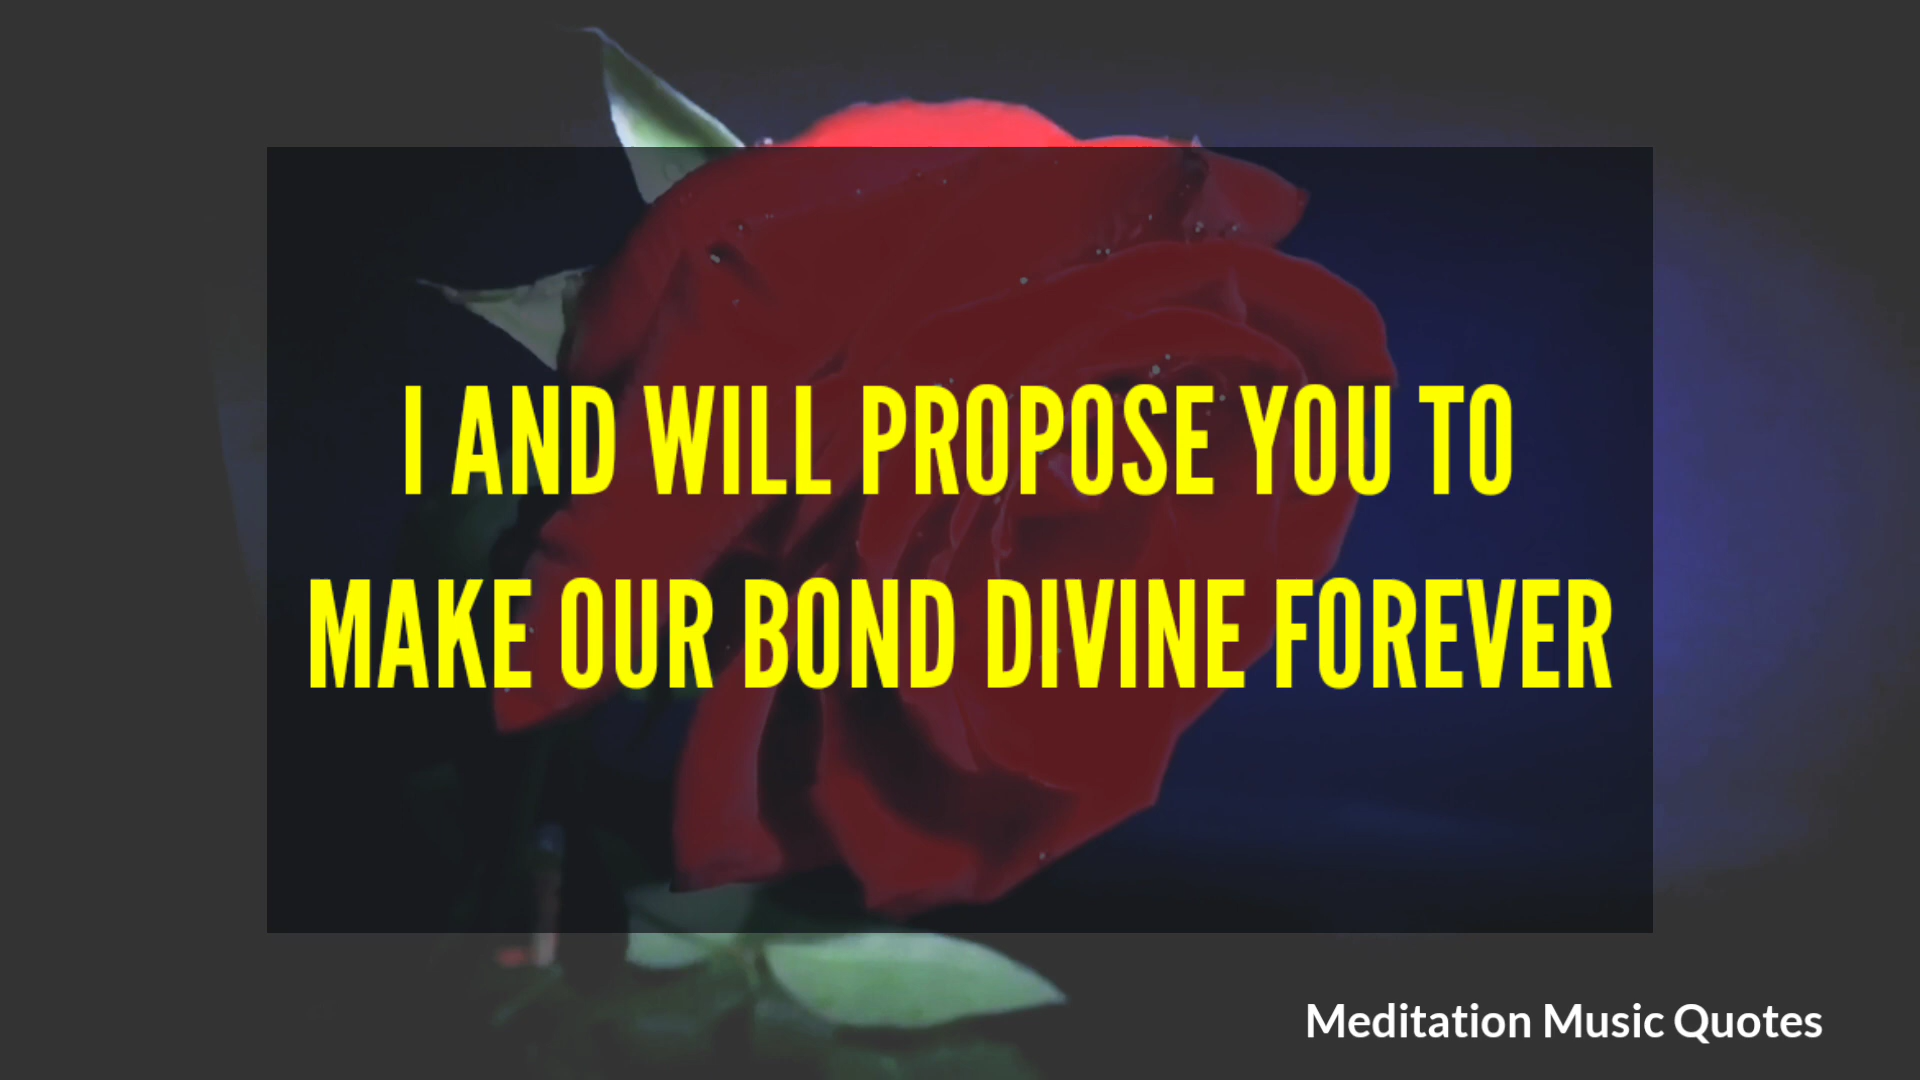 I AND WILL PROPOSE YOU TO
MAKE OUR BOND DIVINE FOREVER
Meditation Music Quotes